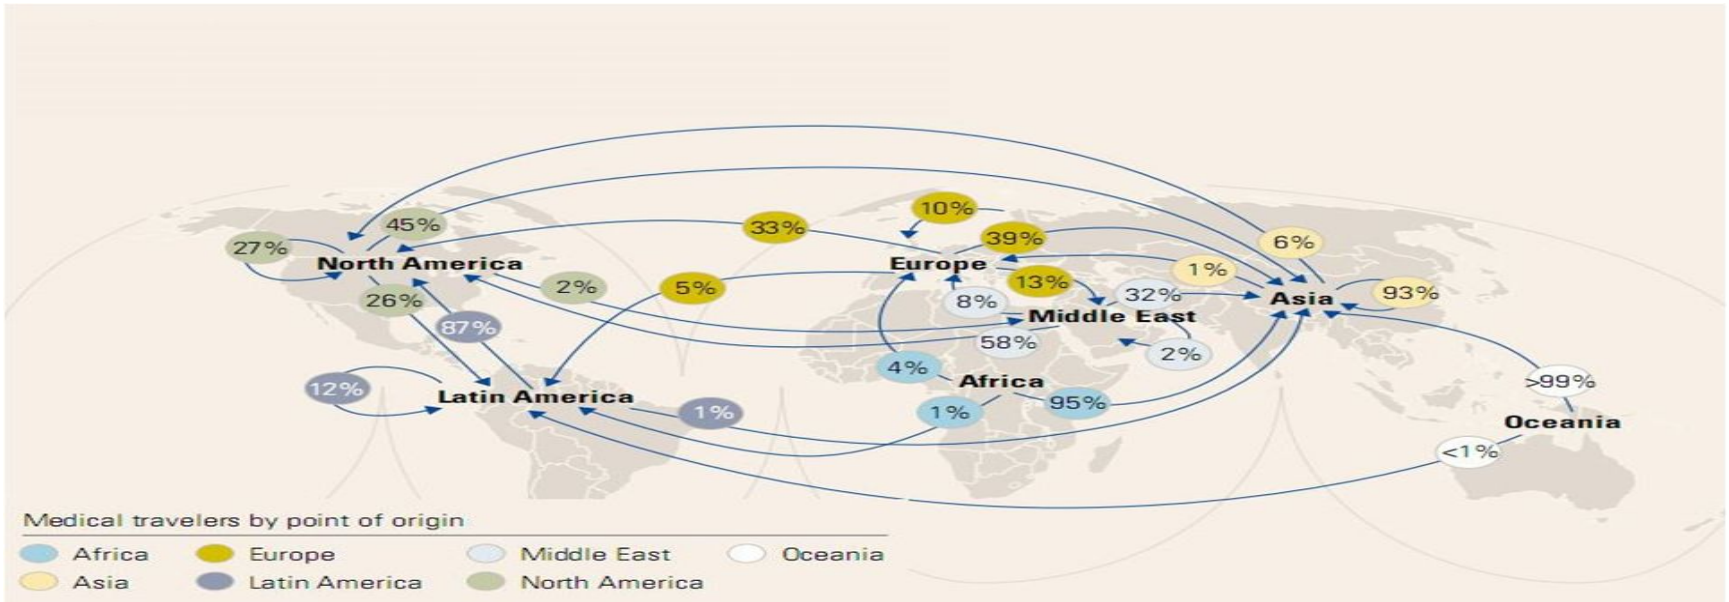 10%
45%
33%
39%
6%
27%
North America
Europe
1%
2%
5%
13%
32%
93%
26%
8%
Asia
Middle East
87%
58%
2%
4%
Africa
>99%
12%
Latin America
1%
1%
95%
Oceania
<1%
Medical travelers by point of origin
Africa Europe Middle East Oceania
Asia Latin America North America